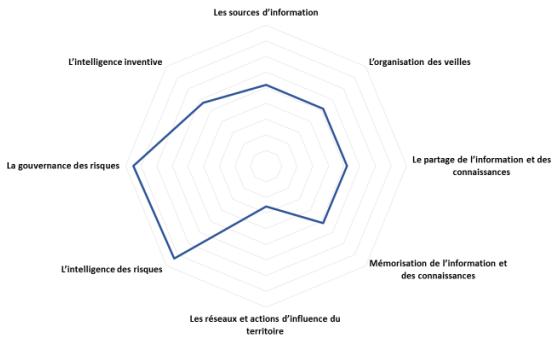 Les sources d’information
L’intelligence inventive
L’organisation des veilles
La gouvernance des risques
Le partage de l’information et des
connaissances
L’intelligence des risques
Mémorisation de l’information et
des connaissances
Les réseaux et actions d’influence du
territoire